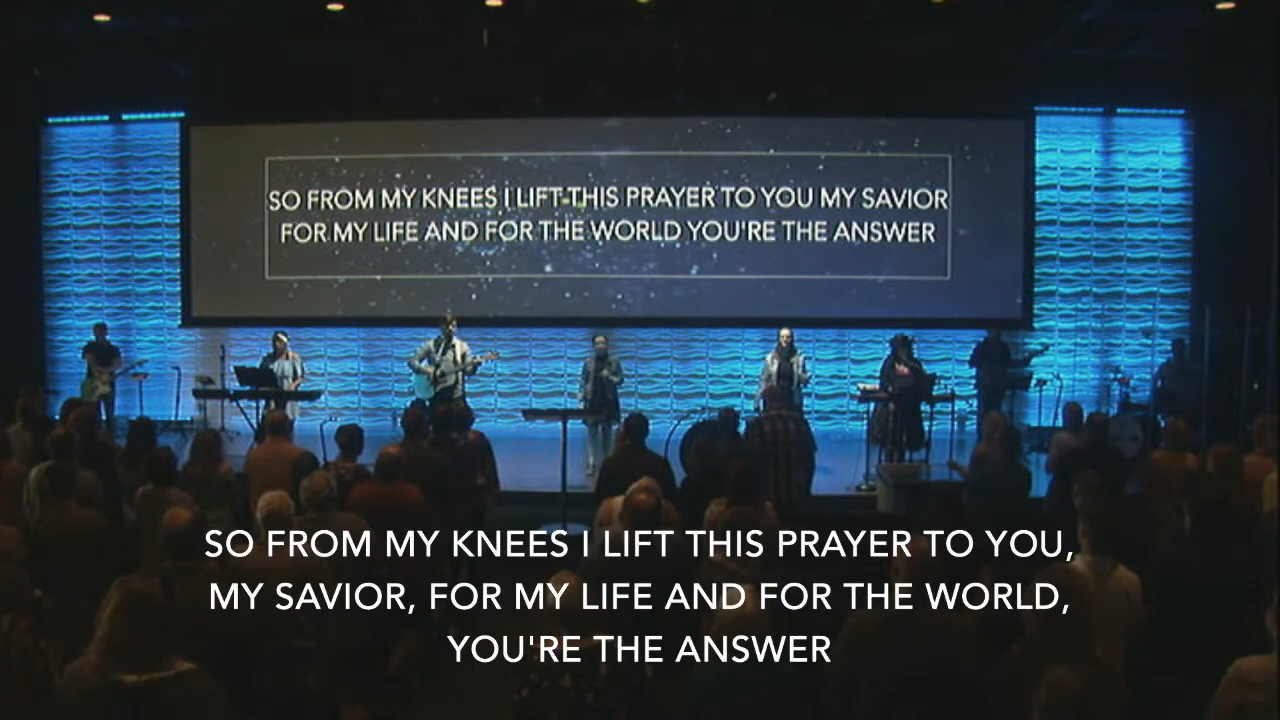 SO FROM MY KNEES I LIFT THIS PRAYER TO YOU MY SAVIOR
FOR MY LIFE AND FOR THE WORLD YOU'RE THE ANSWER
SO FROM MY KNEES I LIFT THIS PRAYER TO YOU,
MY SAVIOR, FOR MY LIFE AND FOR THE WORLD,
YOU'RE THE ANSWER